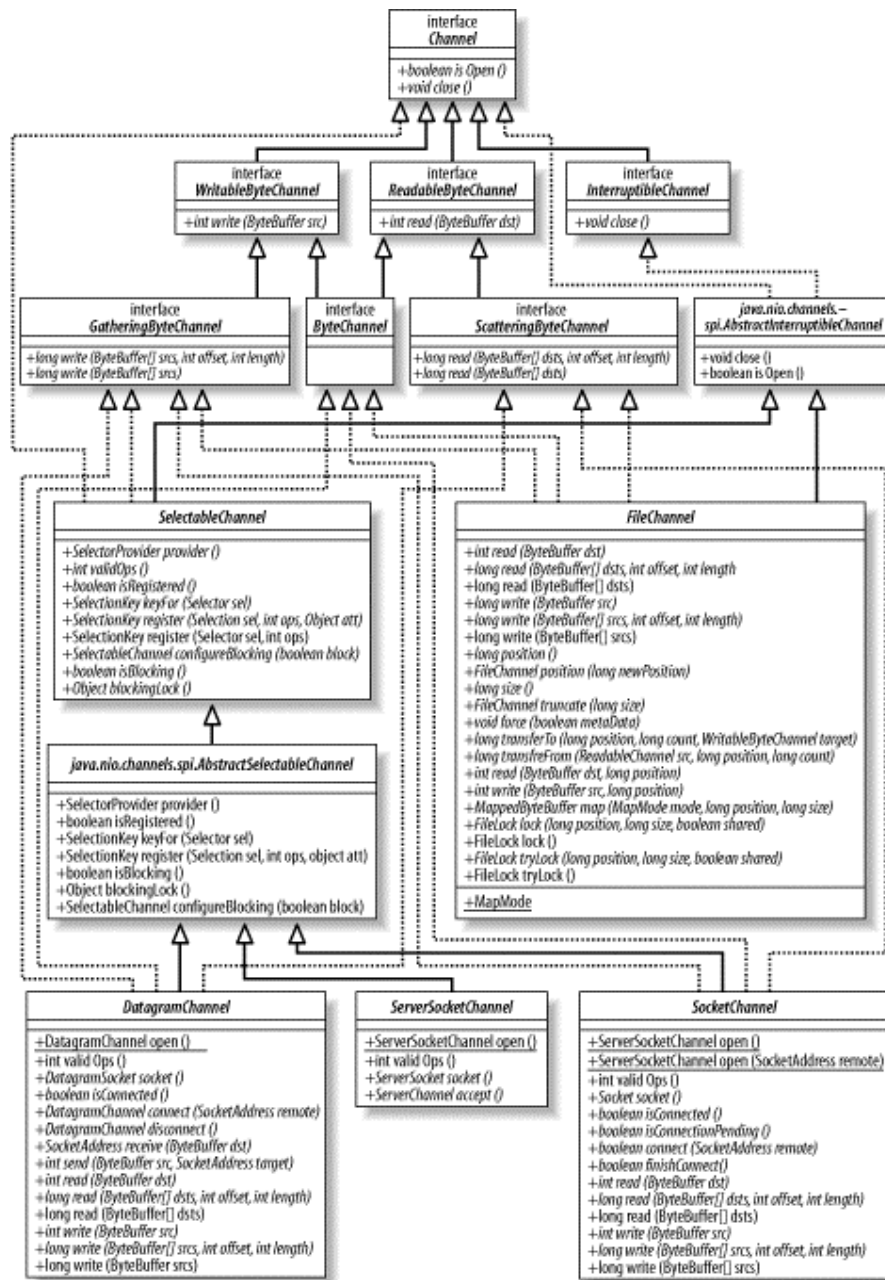 interface
Channel
+boolean is Open ()
+void close ()
interface
WritableByteChannel
+int write (ByteBuffer src)
interface
ReadableByteChannel
+int read (ByteBuffer dst)
interface
InterruptibleChannel
+void close ()
interface
GatheringByteChannel
+long write (ByteBuffer[] srcs, int offset, int length)
+long write (ByteBuffer[] srcs)
interface
ByteChannel
interface
ScatteringByteChannel
+long read (ByteBuffer[] dsts, int offset, int length)
+long read (ByteBuffer[] dsts)
java.nio.channels.–
spi.AbstractInterruptibleChannel
+void close ()
+boolean is Open ()
SelectableChannel
+SelectorProvider provider ()
+int validOps ()
+boolean isRegistered ()
+SelectionKey keyFor (Selector sel)
+SelectionKey register (Selection sel, int ops, Object att)
+SelectionKey register (Selector sel, int ops)
+SelectableChannel configureBlocking (boolean block)
+boolean isBlocking ()
+Object blockingLock ()
FileChannel
+int read (ByteBuffer dst)
+long read (ByteBuffer[] dsts, int offset, int length
+long read (ByteBuffer[] dsts)
+long write (ByteBuffer src)
+long write (ByteBuffer[] srcs, int offset, int length)
+long write (ByteBuffer[] srcs)
+long position ()
+FileChannel position (long newPosition)
+long size ()
+FileChannel truncate (long size)
+void force (boolean metaData)
+long transferTo (long position, long count, WritableByteChannel target)
+long transfreFrom (ReadableChannel src, long position, long count)
+int read (ByteBuffer dst, long position)
+int write (ByteBuffer src, long position)
+MappedByteBuffer map (MapMode mode, long position, long size)
+FileLock lock (long position, long size, boolean shared)
+FileLock lock ()
+FileLock tryLock (long position, long size, boolean shared)
+FileLock tryLock ()
+MapMode
java.nio.channels.spi.AbstractSelectableChannel
+SelectorProvider provider ()
+boolean isRegistered ()
+SelectionKey keyFor (Selector sel)
+SelectionKey register (Selection sel, int ops, object att)
+boolean isBlocking ()
+Object blockingLock ()
+SelectableChannel configureBlocking (boolean block)
DatagramChannel
+DatagramChannel open ()
+int valid Ops ()
+DatagramSocket socket ()
+boolean isConnected ()
+DatagramChannel connect (SocketAddress remote)
+DatagramChannel disconnect ()
+SocketAddress receive (ByteBuffer dst)
+int send (ByteBuffer src, SocketAddress target)
+int read (ByteBuffer dst)
+long read (ByteBuffer[] dsts, int offset, int length)
+long read (ByteBuffer[] dsts)
+int write (ByteBuffer src)
+long write (ByteBuffer[] srcs, int offset, int length)
+long write (ByteBuffer srcs)
ServerSocketChannel
+ServerSocketChannel open ()
+int valid Ops ()
+ServerSocket socket ()
+ServerChannel accept ()
SocketChannel
+ServerSocketChannel open ()
+ServerSocketChannel open (SocketAddress remote)
+int valid Ops ()
+Socket socket ()
+boolean isConnected ()
+boolean isConnectionPending ()
+boolean connect (SocketAddress remote)
+boolean finishConnect()
+int read (ByteBuffer dst)
+long read (ByteBuffer[] dsts, int offset, int length)
+long read (ByteBuffer[] dsts)
+int write (ByteBuffer src)
+long write (ByteBuffer[] srcs, int offset, int length)
+long write (ByteBuffer[] srcs)